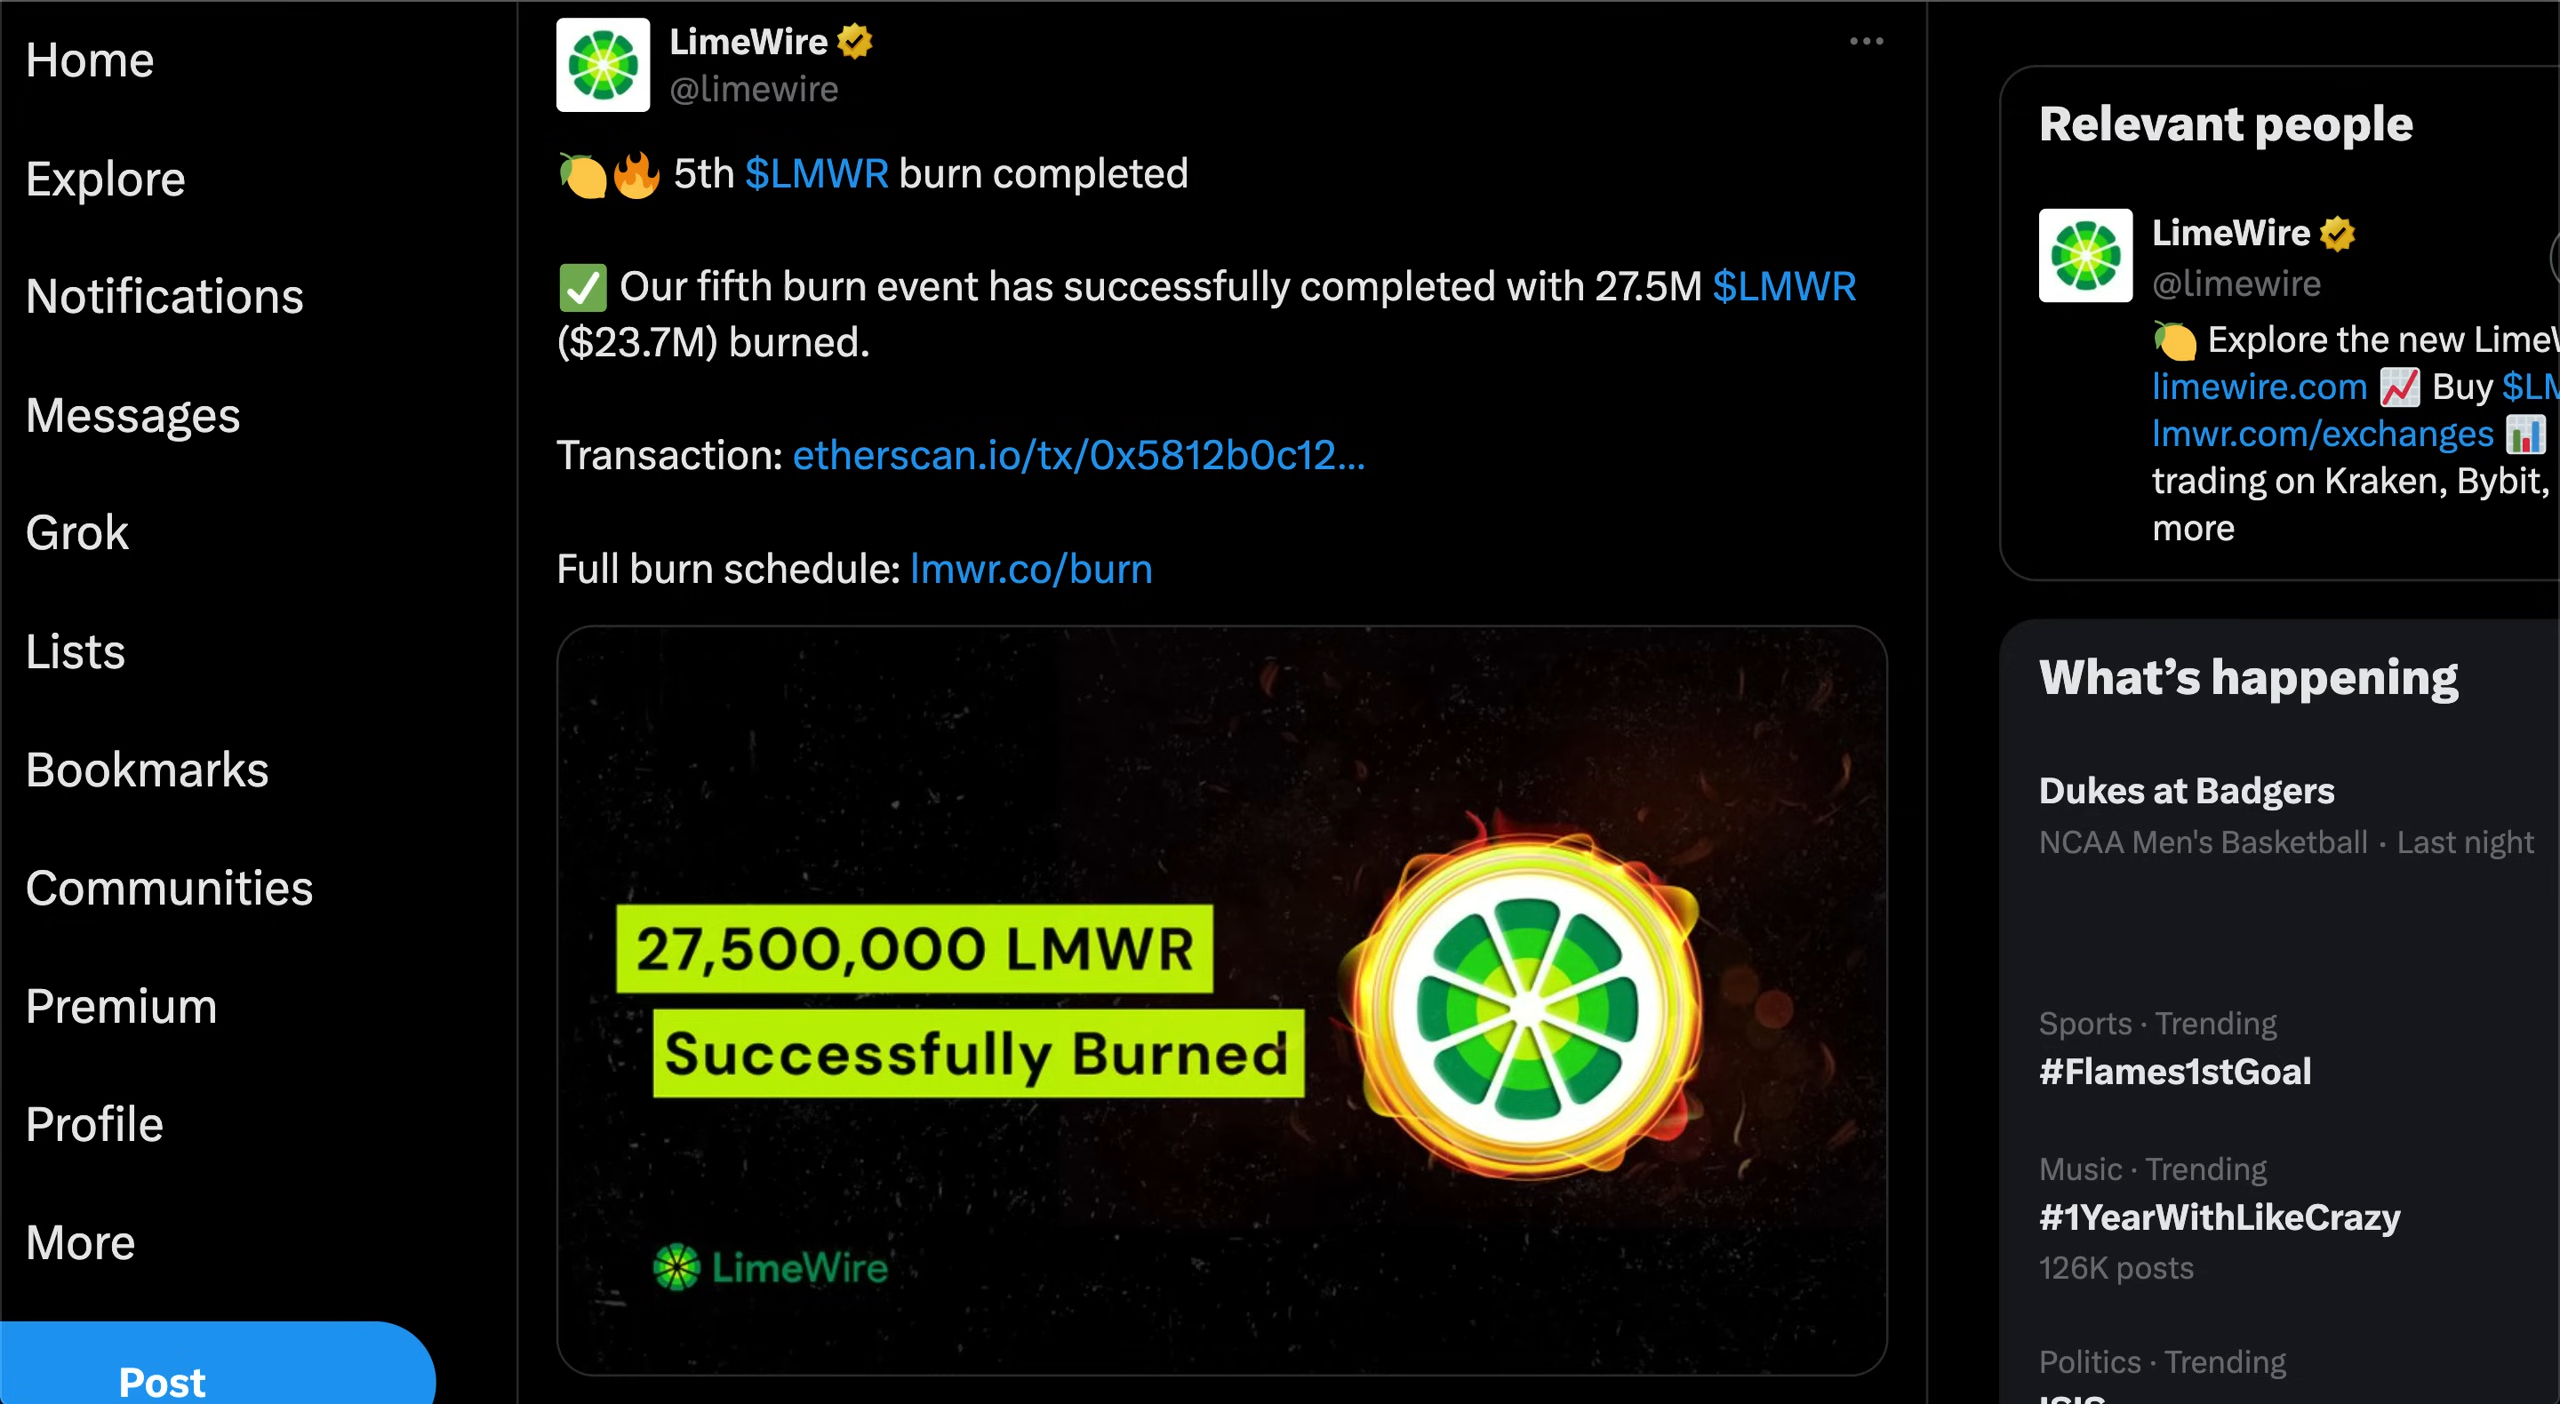 Home
Explore
Notifications
Messages
Grok
Lists
Bookmarks
Communities
Premium
Profile
More
Post
LimeWire
@limewire
🍋🔥 5th $LMWR burn completed
✅ Our fifth burn event has successfully completed with 27.5M $LMWR
($23.7M) burned.
Transaction: etherscan.io/tx/0x5812b0c12…
Full burn schedule: lmwr.co/burn
27,500,000 LMWR
Successfully Burned
LimeWire
Relevant people
LimeWire
@limewire
🍋 Explore the new
limewire.com 📈 Buy
lmwr.com/exchanges 📊
trading on Kraken, Bybit,
more
What's happening
Dukes at Badgers
NCAA Men's Basketball · Last night
Sports · Trending
#Flames1stGoal
Music · Trending
#1YearWithLikeCrazy
126K posts
Politics · Trending